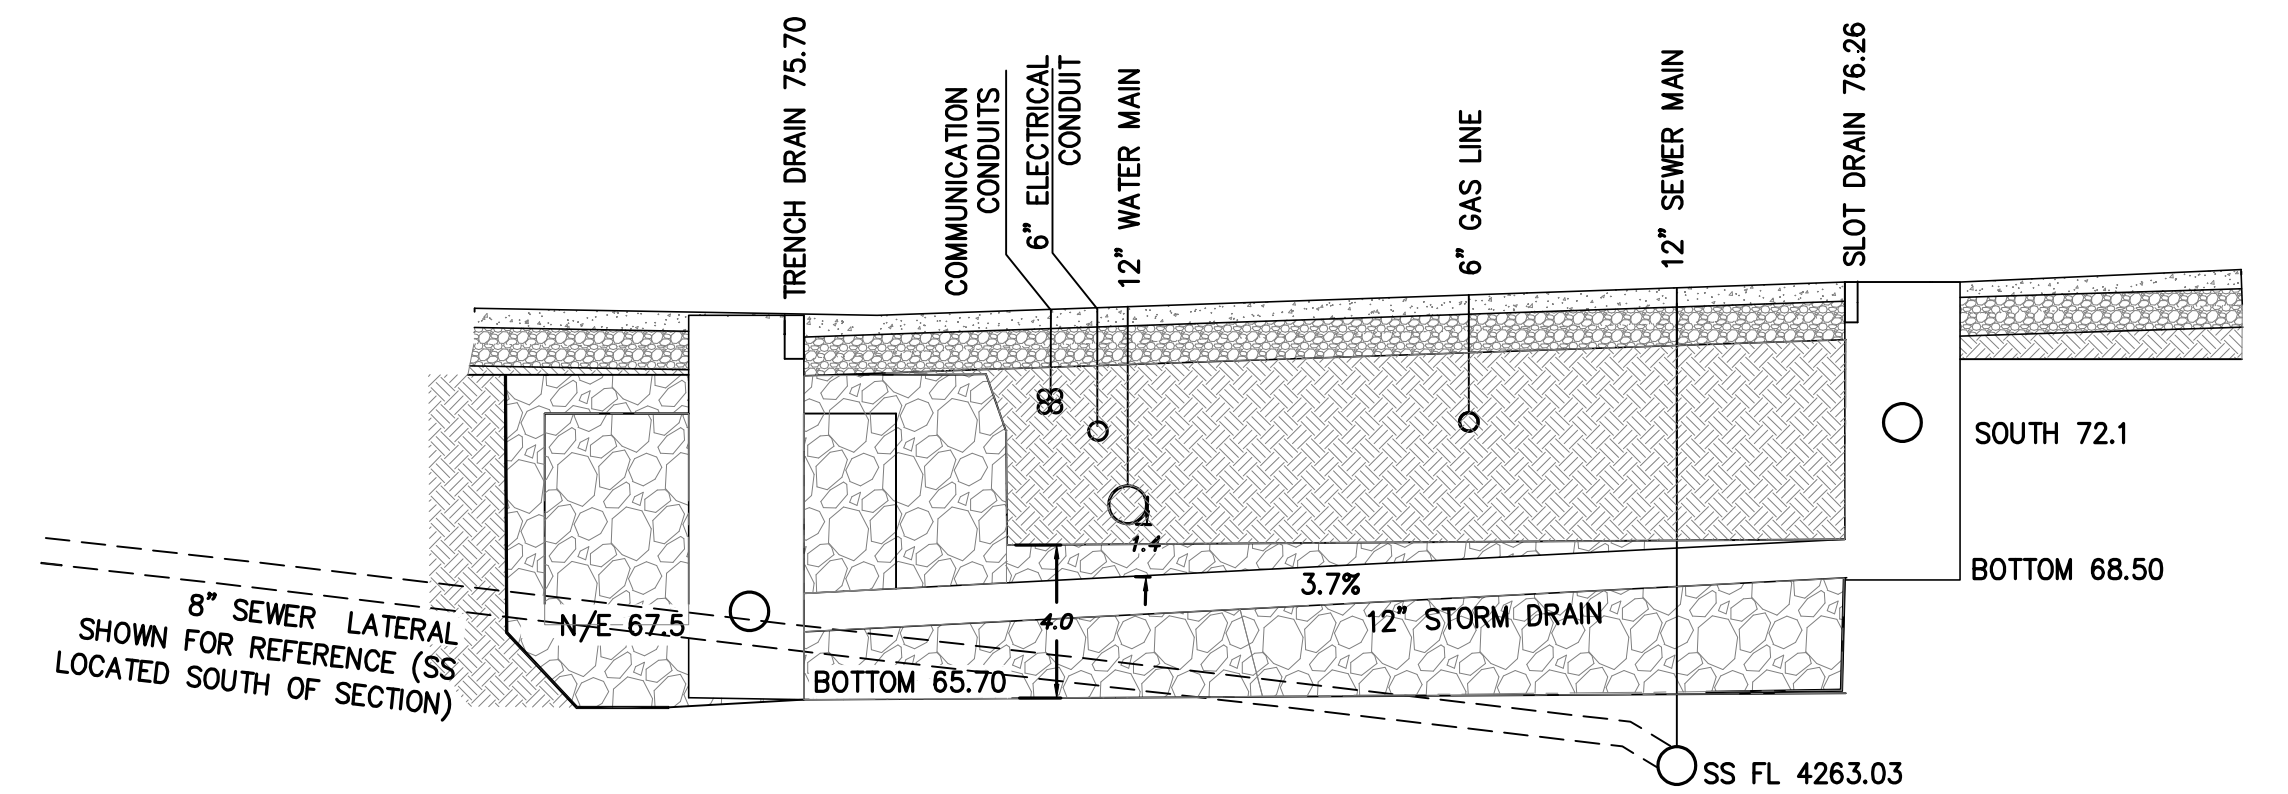 TRENCH DRAIN 75.70
COMMUNICATION
CONDUITS
6" ELECTRICAL
CONDUIT
12" WATER MAIN
6" GAS LINE
12" SEWER MAIN
SLOT DRAIN 76.26
SOUTH 72.1
1.4
BOTTOM 68.50
3.7%
12" STORM DRAIN
4.0
N/E 67.5
8" SEWER LATERAL
SHOWN FOR REFERENCE (SS
LOCATED SOUTH OF SECTION)
BOTTOM 65.70
SS FL 4263.03